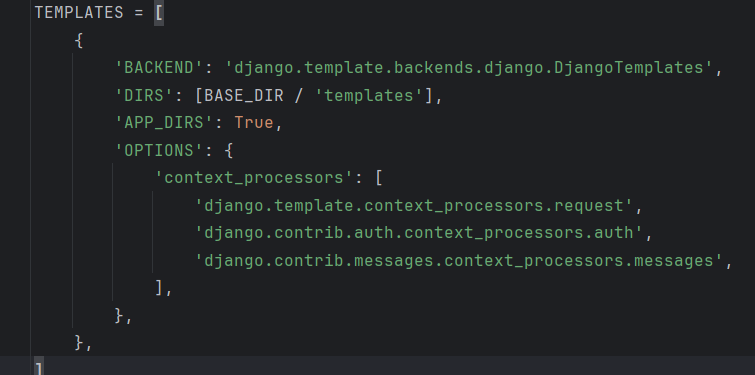 TEMPLATES = [
    {
        'BACKEND': 'django.template.backends.django.DjangoTemplates',
        'DIRS': [BASE_DIR / 'templates'],
        'APP_DIRS': True,
        'OPTIONS': {
            'context_processors': [
                'django.template.context_processors.request',
                'django.contrib.auth.context_processors.auth',
                'django.contrib.messages.context_processors.messages',
            ],
        },
    },
]